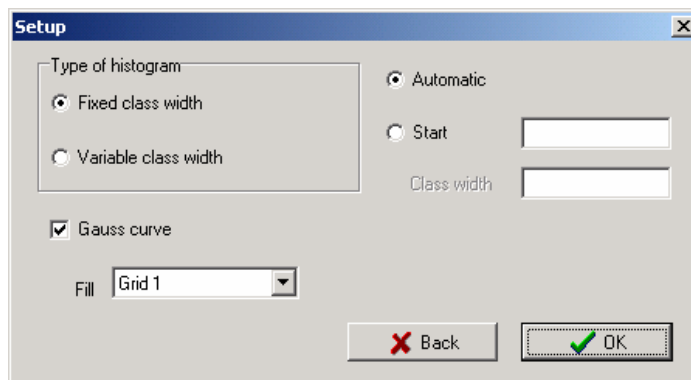 Setup
Type of histogram
Fixed class width
Variable class width
Automatic
Start
Class width
Gauss curve
Fill
Grid 1
Back
OK